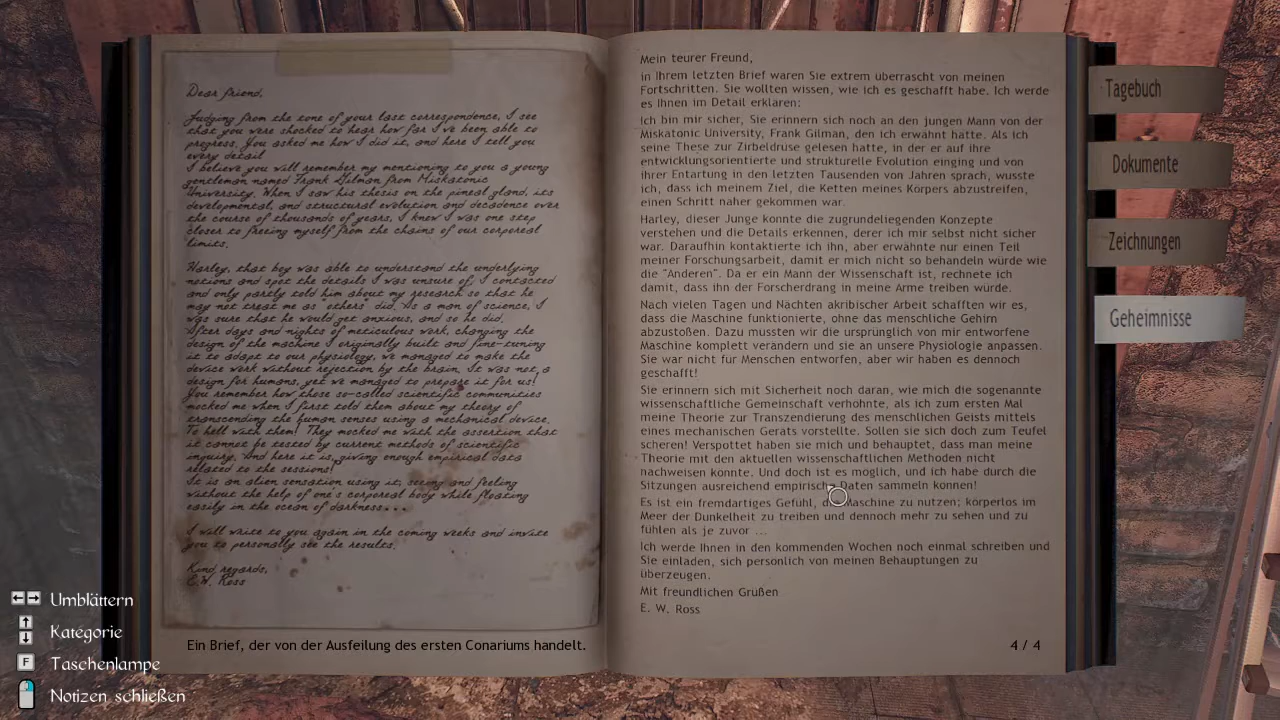 Dear friend,
Judging from the tone of your last correspondence, I see
that you were shocked to hear how far I've been able to
progress. You asked me how I did it, and here I tell you
every detail
I believe you will remember my mentioning to you a young
gentleman named Frank Gilman from Miskatonic
University. When I saw his thesis on the pineal gland, its
developmental, and structural evolution and decadence over
the course of thousands of years, I knew I was one step
closer to freeing myself from the chains of our corporeal
limits.
Harley, that boy was able to understand the underlying
notions and spot the details I was unsure of. I contacted
and only partly told him about my research so that he
may not treat me as "others" did. As a man of science, I
was sure that he would get anxious, and so he did.
After days and nights of meticulous work, changing the
design of the machine I originally built and fine-tuning
it to adapt to our physiology, we managed to make the
device work without rejection by the brain. It was not a
design for humans, yet we managed to prepare it for us!
You remember how those so-called scientific communities
mocked me when I first told them about my theory of
transcending the human senses using a mechanical device.
To hell with them! They mocked me with the assertion that
it cannot be tested by current methods of scientific
inquiry. And here it is, giving enough empirical data
related to the sessions!
It is an alien sensation using it; seeing and feeling
without the help of one's corporeal body while floating
easily in the ocean of darkness...
I will write to you again in the coming weeks and invite
you to personally see the results.
Kind regards,
E.W. Ross
Ein Brief, der von der Ausfeilung des ersten Conariums handelt.
Mein teurer Freund,
in Ihrem letzten Brief waren Sie extrem überrascht von meinen
Fortschritten. Sie wollten wissen, wie ich es geschafft habe. Ich werde
es Ihnen im Detail erklären:
Ich bin mir sicher, Sie erinnern sich noch an den jungen Mann von der
Miskatonic University, Frank Gilman, den ich erwähnt hatte. Als ich
seine These zur Zirbeldrüse gelesen hatte, in der er auf ihre
entwicklungsorientierte und strukturelle Evolution einging und von
ihrer Entartung in den letzten Tausenden von Jahren sprach, wusste
ich, dass ich meinem Ziel, die Ketten meines Körpers abzustreifen,
einen Schritt näher gekommen war.
Harley, dieser Junge konnte die zugrundeliegenden Konzepte
verstehen und die Details erkennen, derer ich mir selbst nicht sicher
war. Daraufhin kontaktierte ich ihn, aber erwähnte nur einen Teil
meiner Forschungsarbeit, damit er mich nicht so behandeln würde wie
die "Anderen". Da er ein Mann der Wissenschaft ist, rechnete ich
damit, dass ihn der Forscherdrang in meine Arme treiben würde.
Nach vielen Tagen und Nächten akribischer Arbeit schafften wir es,
dass die Maschine funktionierte, ohne das menschliche Gehirn
abzustoßen. Dazu mussten wir die ursprünglich von mir entworfene
Maschine komplett verändern und sie an unsere Physiologie anpassen.
Sie war nicht für Menschen entworfen, aber wir haben es dennoch
geschafft!
Sie erinnern sich mit Sicherheit noch daran, wie mich die sogenannte
wissenschaftliche Gemeinschaft verhöhnte, als ich zum ersten Mal
meine Theorie zur Transzendierung des menschlichen Geists mittels
eines mechanischen Geräts vorstellte. Sollen sie sich doch zum Teufel
scheren! Verspottet haben sie mich und behauptet, dass man meine
Theorie mit den aktuellen wissenschaftlichen Methoden nicht
nachweisen könnte. Und doch ist es möglich, und ich habe durch die
Sitzungen ausreichend empirische Daten sammeln können!
Es ist ein fremdartiges Gefühl, die Maschine zu nutzen; körperlos im
Meer der Dunkelheit zu treiben und dennoch mehr zu sehen und zu
fühlen als je zuvor ...
Ich werde Ihnen in den kommenden Wochen noch einmal schreiben und
Sie einladen, sich persönlich von meinen Behauptungen zu
überzeugen.
Mit freundlichen Grüßen
E. W. Ross
4 / 4
Tagebuch
Dokumente
Zeichnungen
Geheimnisse
Umblättern
Kategorie
F Taschenlampe
Notizen schließen